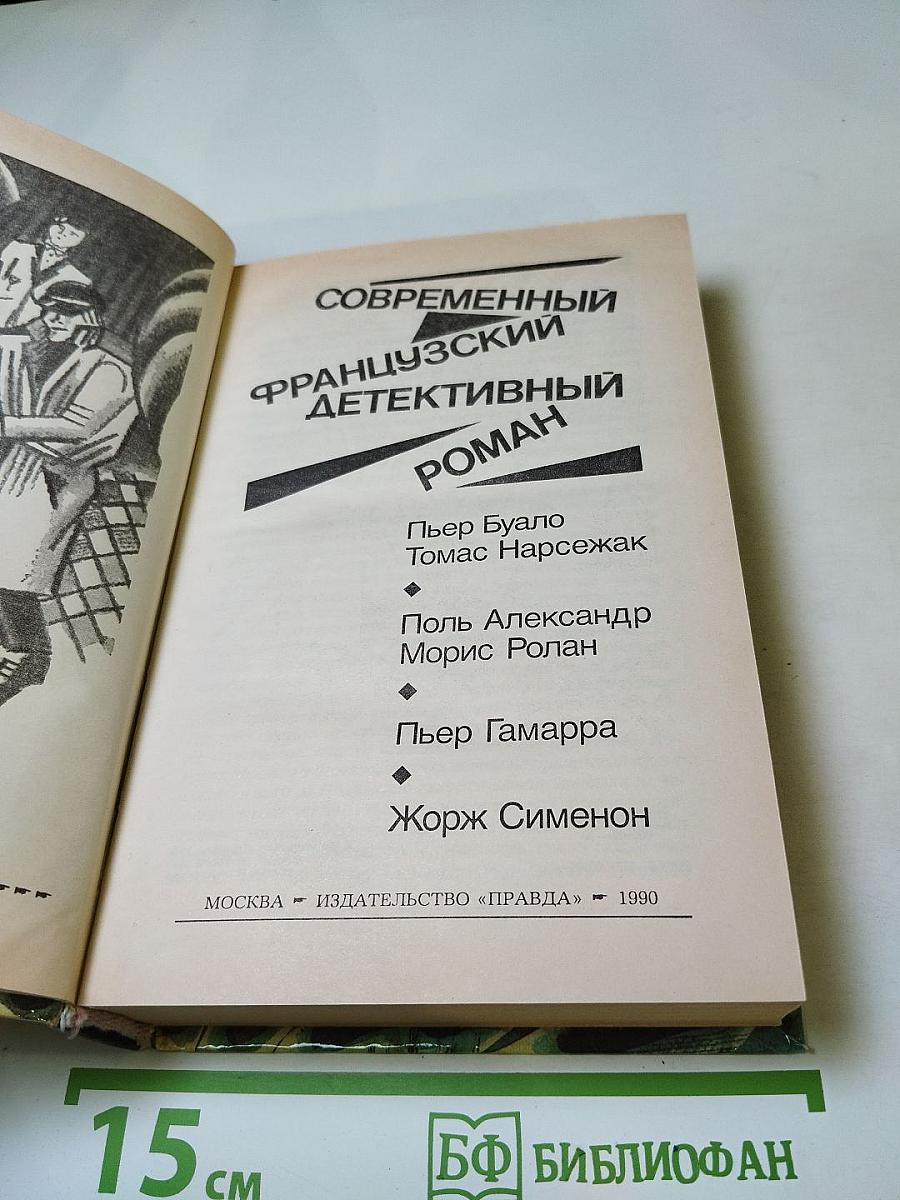 СОВРЕМЕННЫЙ
ФРАНЦУЗСКИЙ
ДЕТЕКТИВНЫЙ
РОМАН
Пьер Буало
Томас Нарсежак
Поль Александр
Морис Ролан
Пьер Гамарра
Жорж Сименон
МОСКВА ИЗДАТЕЛЬСТВО «ПРАВДА» 1990
15 см
БФ БИБЛИОФАН